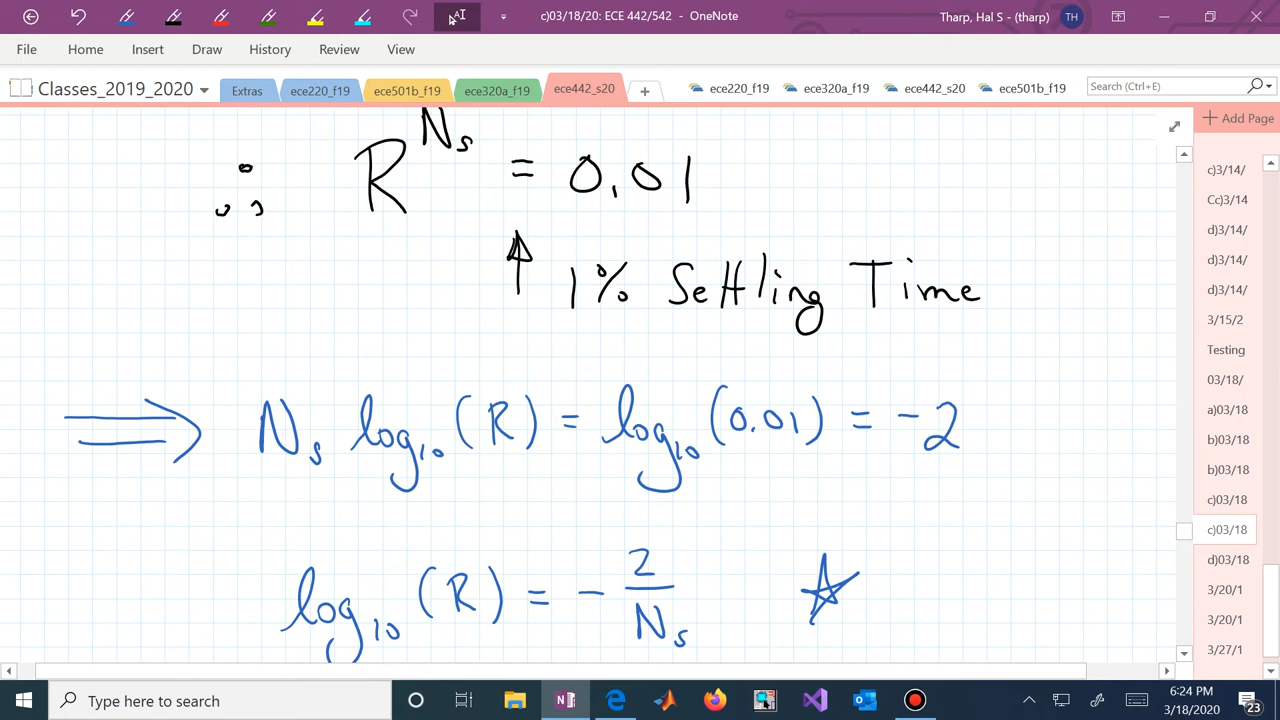 c)03/18/20: ECE 442/542 - OneNote
Tharp, Hal S - (tharp) TH
File Home Insert Draw History Review View
Classes_2019_2020 Extras ece220_f19 ece501b_f19 ece320a_f19 ece442_s20 ece220_f19 ece320a_f19 ece442_s20 ece501b_f19 Search (Ctrl+E)
Add Page
∴ R^Ns = 0.01
↑ 1% Settling Time
⟹ Ns log10 (R) = log10 (0.01) = -2
log10 (R) = - 2/Ns ☆
c)3/14/
Cc)3/14
d)3/14/
d)3/14/
d)3/14/
3/15/2
Testing
03/18/
a)03/18
b)03/18
b)03/18
c)03/18
c)03/18
d)03/18
3/20/1
3/20/1
3/27/1
Type here to search
6:24 PM
3/18/2020
23